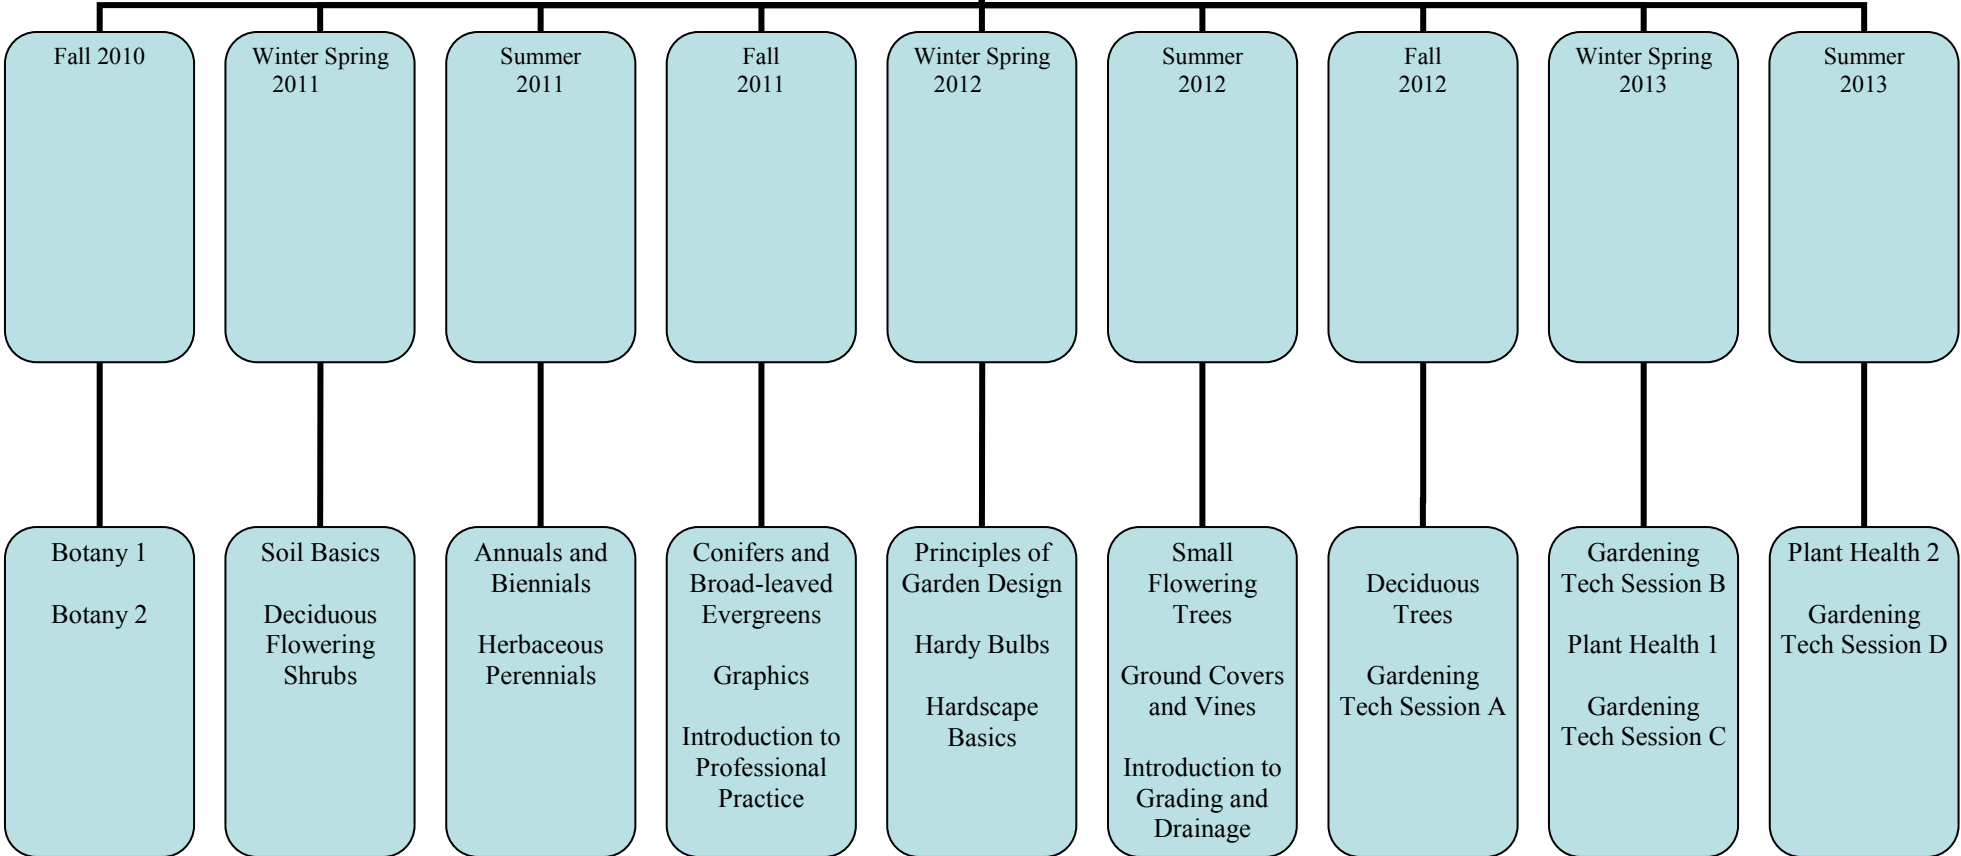 Fall 2010
Winter Spring
2011
Summer
2011
Fall
2011
Winter Spring
2012
Summer
2012
Fall
2012
Winter Spring
2013
Summer
2013
Botany 1
Botany 2
Soil Basics
Deciduous
Flowering
Shrubs
Annuals and
Biennials
Herbaceous
Perennials
Conifers and
Broad-leaved
Evergreens
Graphics
Introduction to
Professional
Practice
Principles of
Garden Design
Hardy Bulbs
Hardscape
Basics
Small
Flowering
Trees
Ground Covers
and Vines
Introduction to
Grading and
Drainage
Deciduous
Trees
Gardening
Tech Session A
Gardening
Tech Session B
Plant Health 1
Gardening
Tech Session C
Plant Health 2
Gardening
Tech Session D